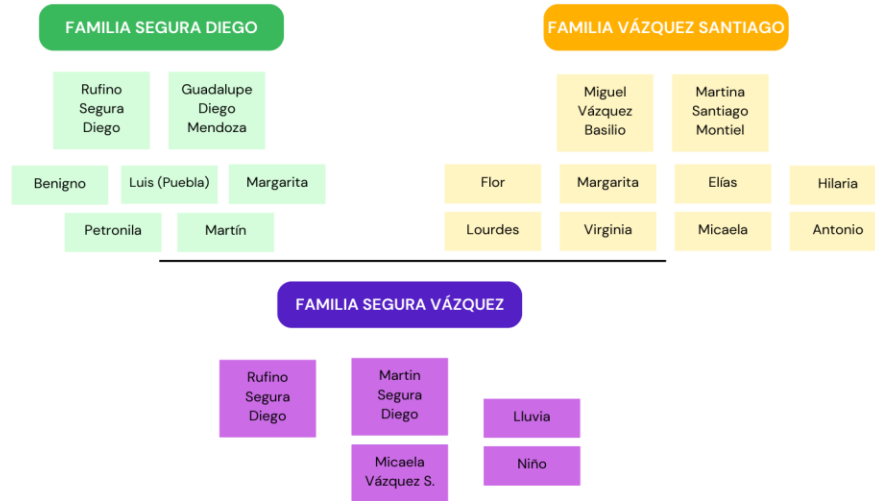 FAMILIA SEGURA DIEGO
FAMILIA VÁZQUEZ SANTIAGO
Rufino
Segura
Diego
Guadalupe
Diego
Mendoza
Miguel
Vázquez
Basilio
Martina
Santiago
Montiel
Benigno
Luis (Puebla)
Margarita
Flor
Margarita
Elías
Hilaria
Petronila
Martín
Lourdes
Virginia
Micaela
Antonio
FAMILIA SEGURA VÁZQUEZ
Rufino
Segura
Diego
Martin
Segura
Diego
Lluvia
Micaela
Vázquez S.
Niño